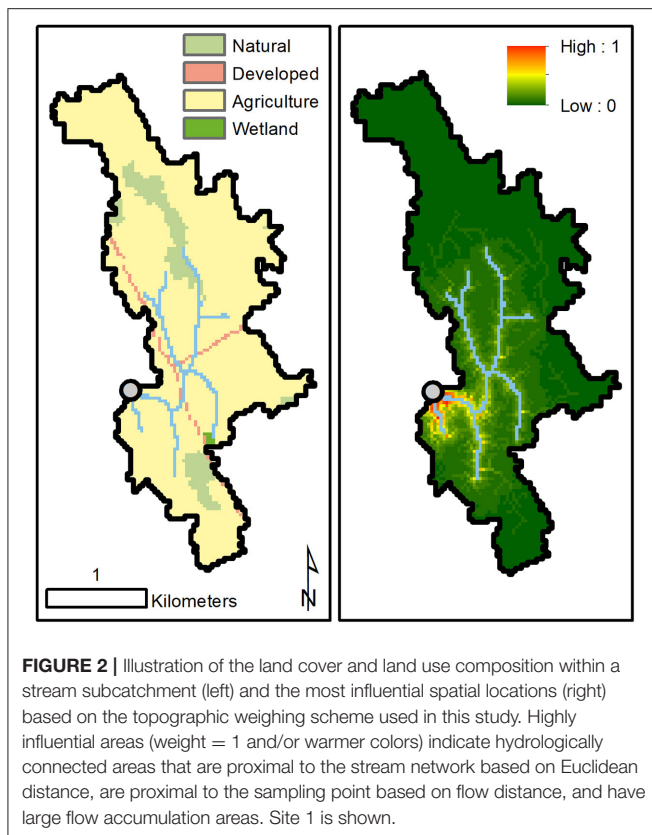 Natural
Developed
Agriculture
Wetland
High : 1
Low : 0
1
Kilometers
N
FIGURE 2 | Illustration of the land cover and land use composition within a
stream subcatchment (left) and the most influential spatial locations (right)
based on the topographic weighing scheme used in this study. Highly
influential areas (weight = 1 and/or warmer colors) indicate hydrologically
connected areas that are proximal to the stream network based on Euclidean
distance, are proximal to the sampling point based on flow distance, and have
large flow accumulation areas. Site 1 is shown.